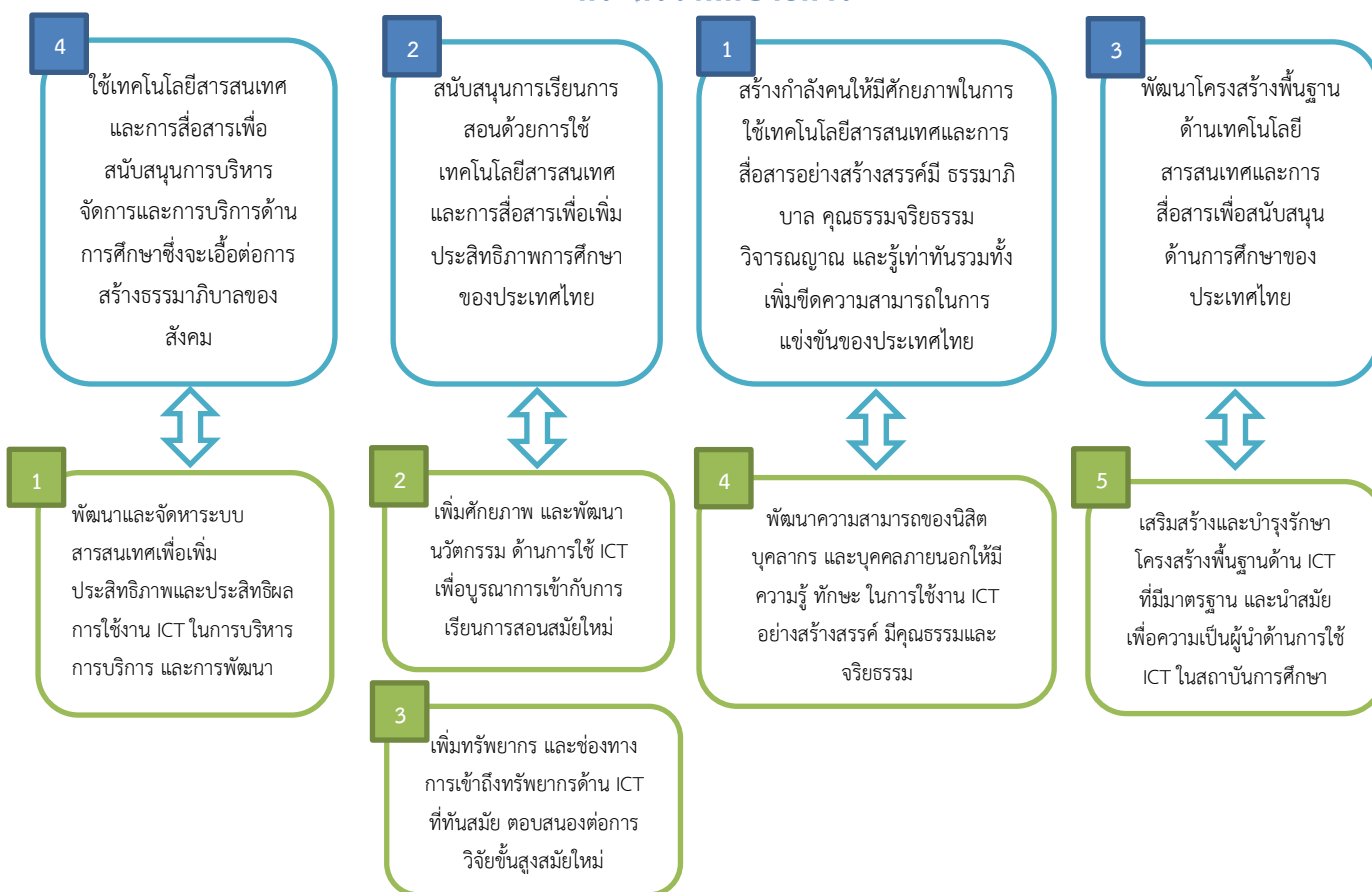 4
ใช้เทคโนโลยีสารสนเทศ
และการสื่อสารเพื่อ
สนับสนุนการบริหาร
จัดการและการบริการด้าน
การศึกษาซึ่งจะเอื้อต่อการ
สร้างธรรมาภิบาลของ
สังคม
2
สนับสนุนการเรียนการ
สอนด้วยการใช้
เทคโนโลยีสารสนเทศ
และการสื่อสารเพื่อเพิ่ม
ประสิทธิภาพการศึกษา
ของประเทศไทย
1
สร้างกำลังคนให้มีศักยภาพในการ
ใช้เทคโนโลยีสารสนเทศและการ
สื่อสารอย่างสร้างสรรค์มี ธรรมาภิ
บาล คุณธรรมจริยธรรม
วิจารณญาณ และรู้เท่าทันรวมทั้ง
เพิ่มขีดความสามารถในการ
แข่งขันของประเทศไทย
3
พัฒนาโครงสร้างพื้นฐาน
ด้านเทคโนโลยี
สารสนเทศและการ
สื่อสารเพื่อสนับสนุน
ด้านการศึกษาของ
ประเทศไทย
1
พัฒนาและจัดหาระบบ
สารสนเทศเพื่อเพิ่ม
ประสิทธิภาพและประสิทธิผล
การใช้งาน ICT ในการบริหาร
การบริการ และการพัฒนา
2
เพิ่มศักยภาพ และพัฒนา
นวัตกรรม ด้านการใช้ ICT
เพื่อบูรณาการเข้ากับการ
เรียนการสอนสมัยใหม่
4
พัฒนาความสามารถของนิสิต
บุคลากร และบุคคลภายนอกให้มี
ความรู้ ทักษะ ในการใช้งาน ICT
อย่างสร้างสรรค์ มีคุณธรรมและ
จริยธรรม
5
เสริมสร้างและบำรุงรักษา
โครงสร้างพื้นฐานด้าน ICT
ที่มีมาตรฐาน และนำสมัย
เพื่อความเป็นผู้นำด้านการใช้
ICT ในสถาบันการศึกษา
3
เพิ่มทรัพยากร และช่องทาง
การเข้าถึงทรัพยากรด้าน ICT
ที่ทันสมัย ตอบสนองต่อการ
วิจัยขั้นสูงสมัยใหม่